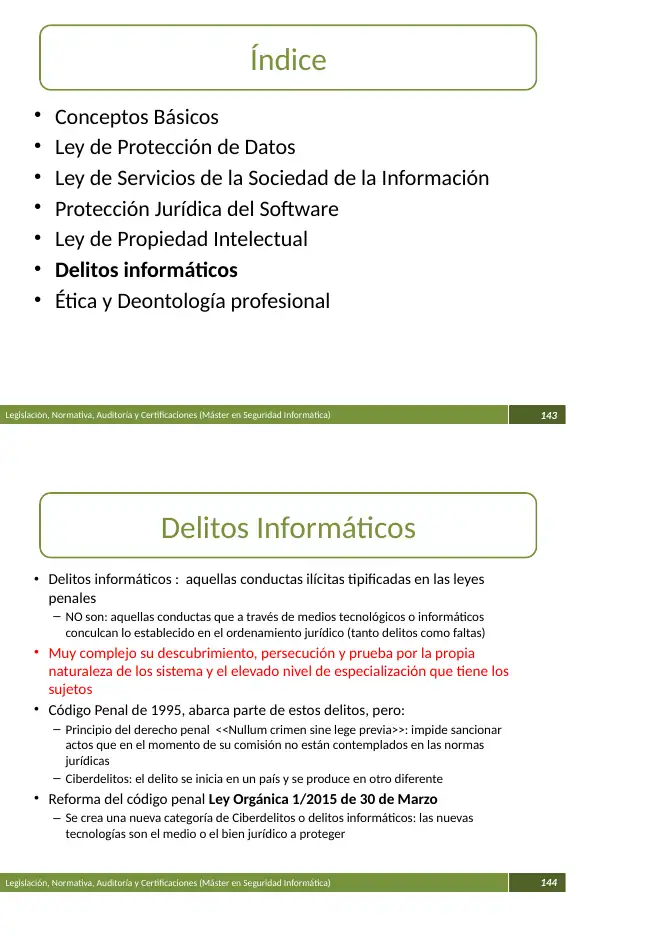 Índice
• Conceptos Básicos
• Ley de Protección de Datos
• Ley de Servicios de la Sociedad de la Información
• Protección Jurídica del Software
• Ley de Propiedad Intelectual
• Delitos informáticos
• Ética y Deontología profesional
Legislación, Normativa, Auditoría y Certificaciones (Máster en Seguridad Informática)
143
Delitos Informáticos
• Delitos informáticos : aquellas conductas ilícitas tipificadas en las leyes
penales
– NO son: aquellas conductas que a través de medios tecnológicos o informáticos
conculcan lo establecido en el ordenamiento jurídico (tanto delitos como faltas)
• Muy complejo su descubrimiento, persecución y prueba por la propia
naturaleza de los sistema y el elevado nivel de especialización que tiene los
sujetos
• Código Penal de 1995, abarca parte de estos delitos, pero:
– Principio del derecho penal <<Nullum crimen sine lege previa>>: impide sancionar
actos que en el momento de su comisión no están contemplados en las normas
jurídicas
– Ciberdelitos: el delito se inicia en un país y se produce en otro diferente
• Reforma del código penal Ley Orgánica 1/2015 de 30 de Marzo
– Se crea una nueva categoría de Ciberdelitos o delitos informáticos: las nuevas
tecnologías son el medio o el bien jurídico a proteger
Legislación, Normativa, Auditoría y Certificaciones (Máster en Seguridad Informática)
144